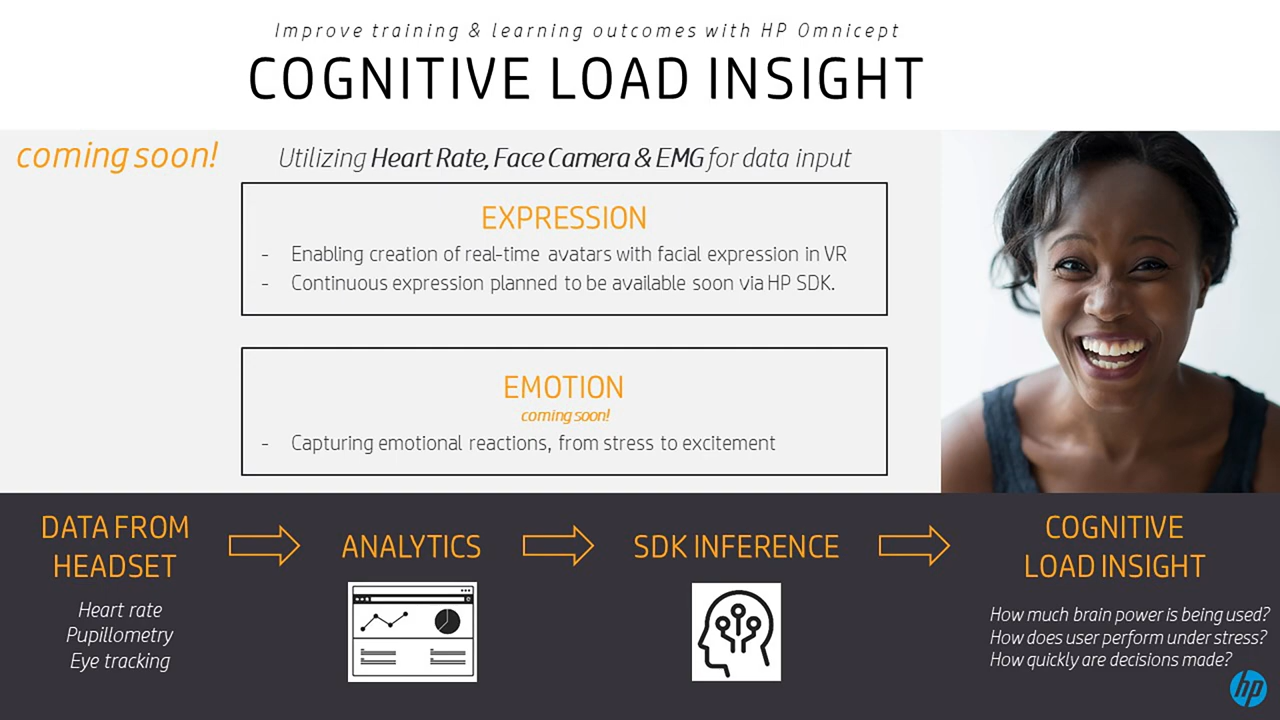 Improve training & learning outcomes with HP Omnicept
COGNITIVE LOAD INSIGHT
coming soon!
Utilizing Heart Rate, Face Camera & EMG for data input
EXPRESSION
- Enabling creation of real-time avatars with facial expression in VR
- Continuous expression planned to be available soon via HP SDK.
EMOTION
coming soon!
- Capturing emotional reactions, from stress to excitement
DATA FROM
HEADSET
Heart rate
Pupillometry
Eye tracking
ANALYTICS
SDK INFERENCE
COGNITIVE
LOAD INSIGHT
How much brain power is being used?
How does user perform under stress?
How quickly are decisions made?
hp